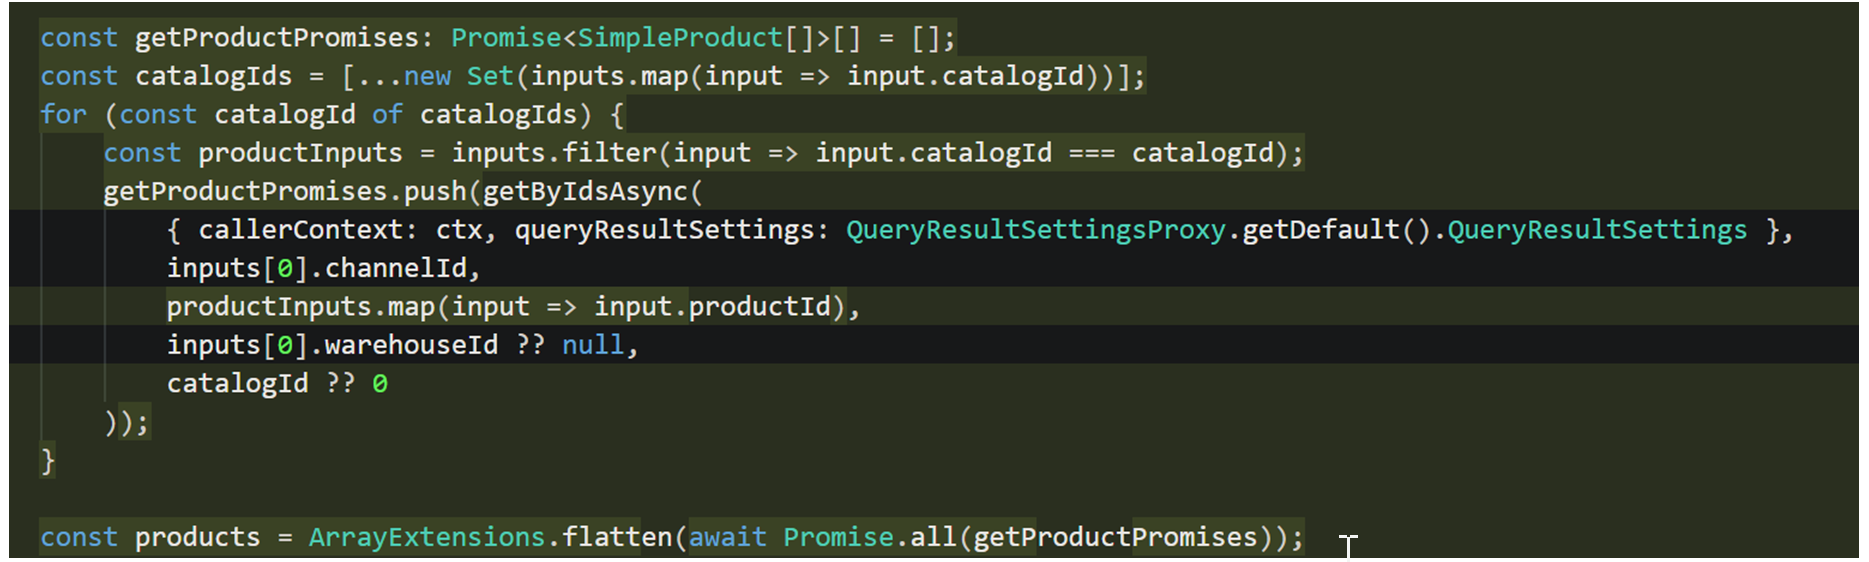 const getProductPromises: Promise<SimpleProduct[]>[] = [];
const catalogIds = [...new Set(inputs.map(input => input.catalogId))];
for (const catalogId of catalogIds) {
    const productInputs = inputs.filter(input => input.catalogId === catalogId);
    getProductPromises.push(getByIdsAsync(
        { callerContext: ctx, queryResultSettings: QueryResultSettingsProxy.getDefault().QueryResultSettings },
        inputs[0].channelId,
        productInputs.map(input => input.productId),
        inputs[0].warehouseId ?? null,
        catalogId ?? 0
    ));
}
const products = ArrayExtensions.flatten(await Promise.all(getProductPromises));